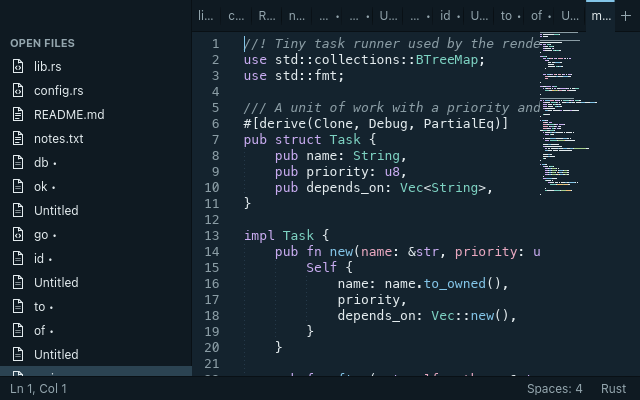 li... c... R... n... ... • ... • U... ... • id • U... to • of • U... m... +
OPEN FILES
lib.rs
config.rs
README.md
notes.txt
db •
ok •
Untitled
go •
id •
Untitled
to •
of •
Untitled
1 //! Tiny task runner used by the rende
2 use std::collections::BTreeMap;
3 use std::fmt;
4
5 /// A unit of work with a priority and
6 #[derive(Clone, Debug, PartialEq)]
7 pub struct Task {
8 pub name: String,
9 pub priority: u8,
10 pub depends_on: Vec<String>,
11 }
12
13 impl Task {
14 pub fn new(name: &str, priority: u
15 Self {
16 name: name.to_owned(),
17 priority,
18 depends_on: Vec::new(),
19 }
20 }
21
Ln 1, Col 1
Spaces: 4
Rust